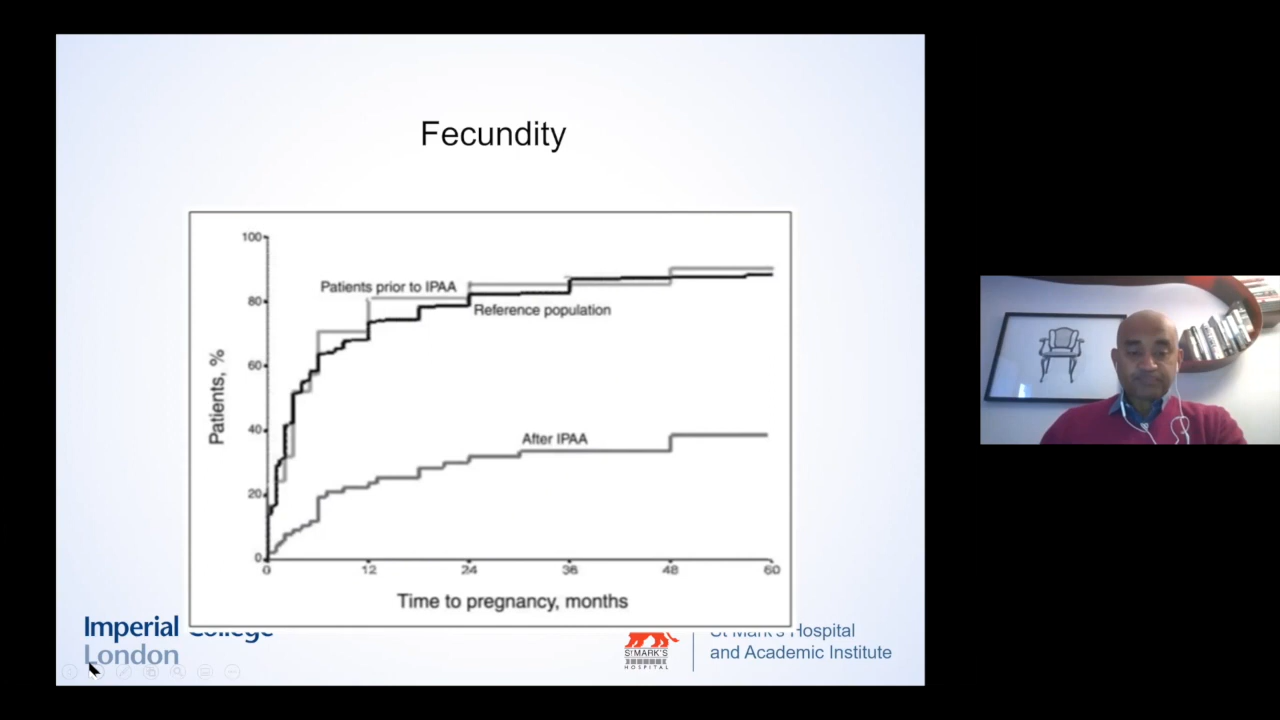 Fecundity
100
80
60
40
20
0
Patients, %
Patients prior to IPAA
Reference population
After IPAA
0 12 24 36 48 60
Time to pregnancy, months
Imperial College
London
ST MARK'S
HOSPITAL
St Mark's Hospital
and Academic Institute